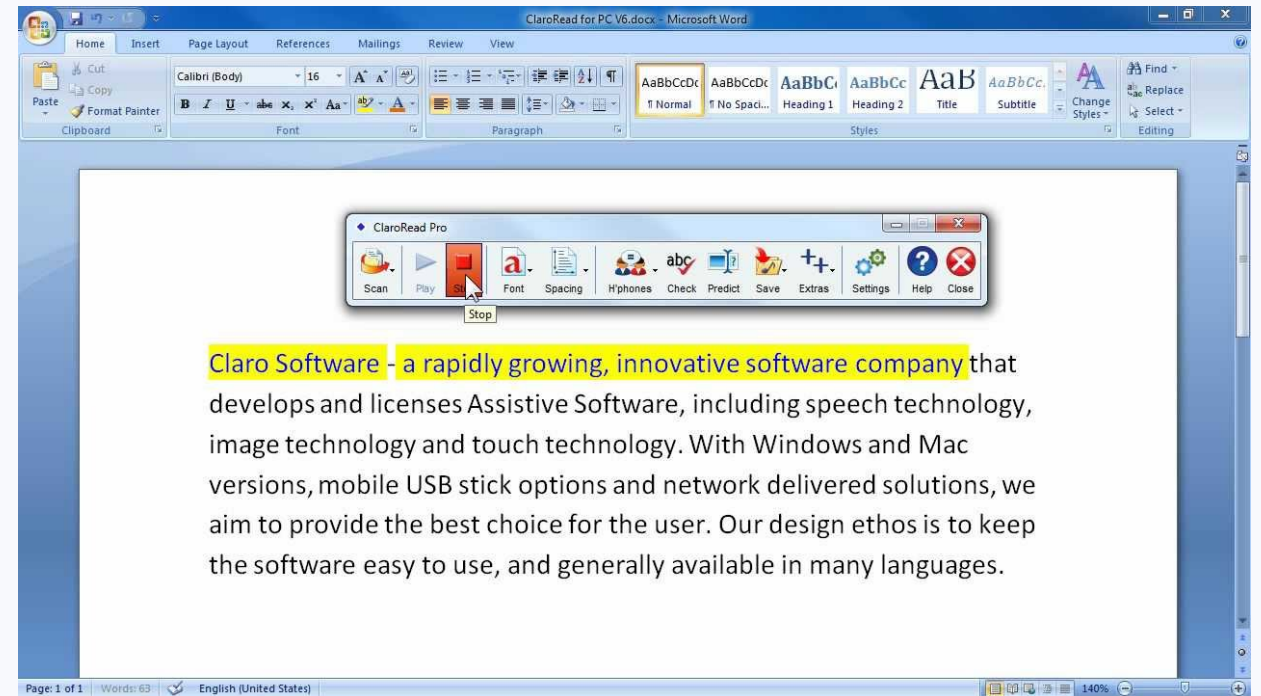 ClaroRead for PC V6.docx - Microsoft Word
Home Insert Page Layout References Mailings Review View
Cut
Copy
Paste
Format Painter
Clipboard
Calibri (Body) 16
Font
Paragraph
AaBbCcDc AaBbCcDc AaBbC AaBbCc AaB AaBbCc.
¶ Normal ¶ No Spaci... Heading 1 Heading 2 Title Subtitle
Change Styles
Styles
Find
Replace
Select
Editing
ClaroRead Pro
Scan Play Font Spacing H'phones Check Predict Save Extras Settings Help Close
Stop
Claro Software - a rapidly growing, innovative software company that
develops and licenses Assistive Software, including speech technology,
image technology and touch technology. With Windows and Mac
versions, mobile USB stick options and network delivered solutions, we
aim to provide the best choice for the user. Our design ethos is to keep
the software easy to use, and generally available in many languages.
Page: 1 of 1 Words: 63 English (United States) 140%